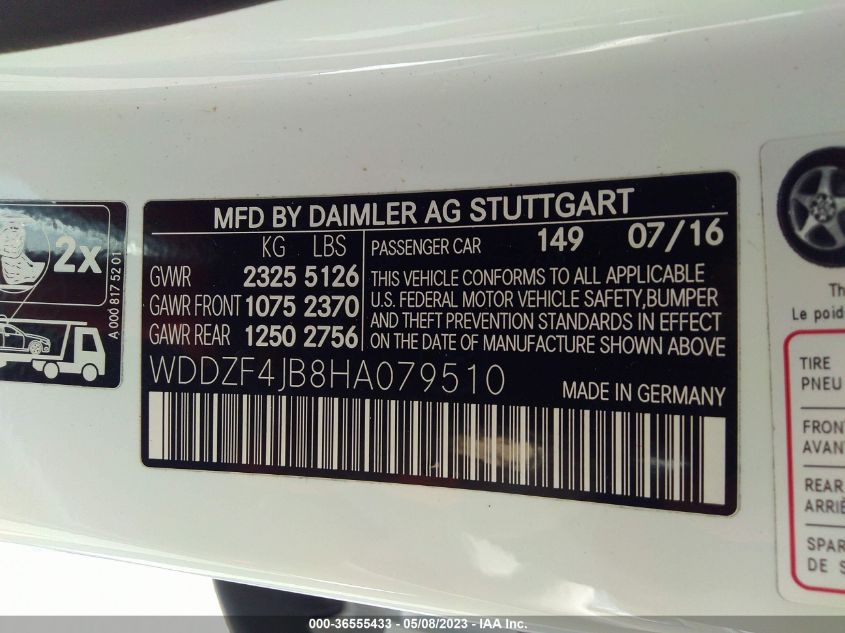 2x
A 000 817 52 01
MFD BY DAIMLER AG STUTTGART
KG LBS
GVWR 2325 5126
GAWR FRONT 1075 2370
GAWR REAR 1250 2756
PASSENGER CAR 149 07/16
THIS VEHICLE CONFORMS TO ALL APPLICABLE
U.S. FEDERAL MOTOR VEHICLE SAFETY,BUMPER
AND THEFT PREVENTION STANDARDS IN EFFECT
ON THE DATE OF MANUFACTURE SHOWN ABOVE
WDDZF4JB8HA079510
MADE IN GERMANY
Th
Le poid
TIRE
PNEU
FRONT
AVANT
REAR
ARRIÈ
SPAR
DE S
000-36555433 - 05/08/2023 - IAA Inc.